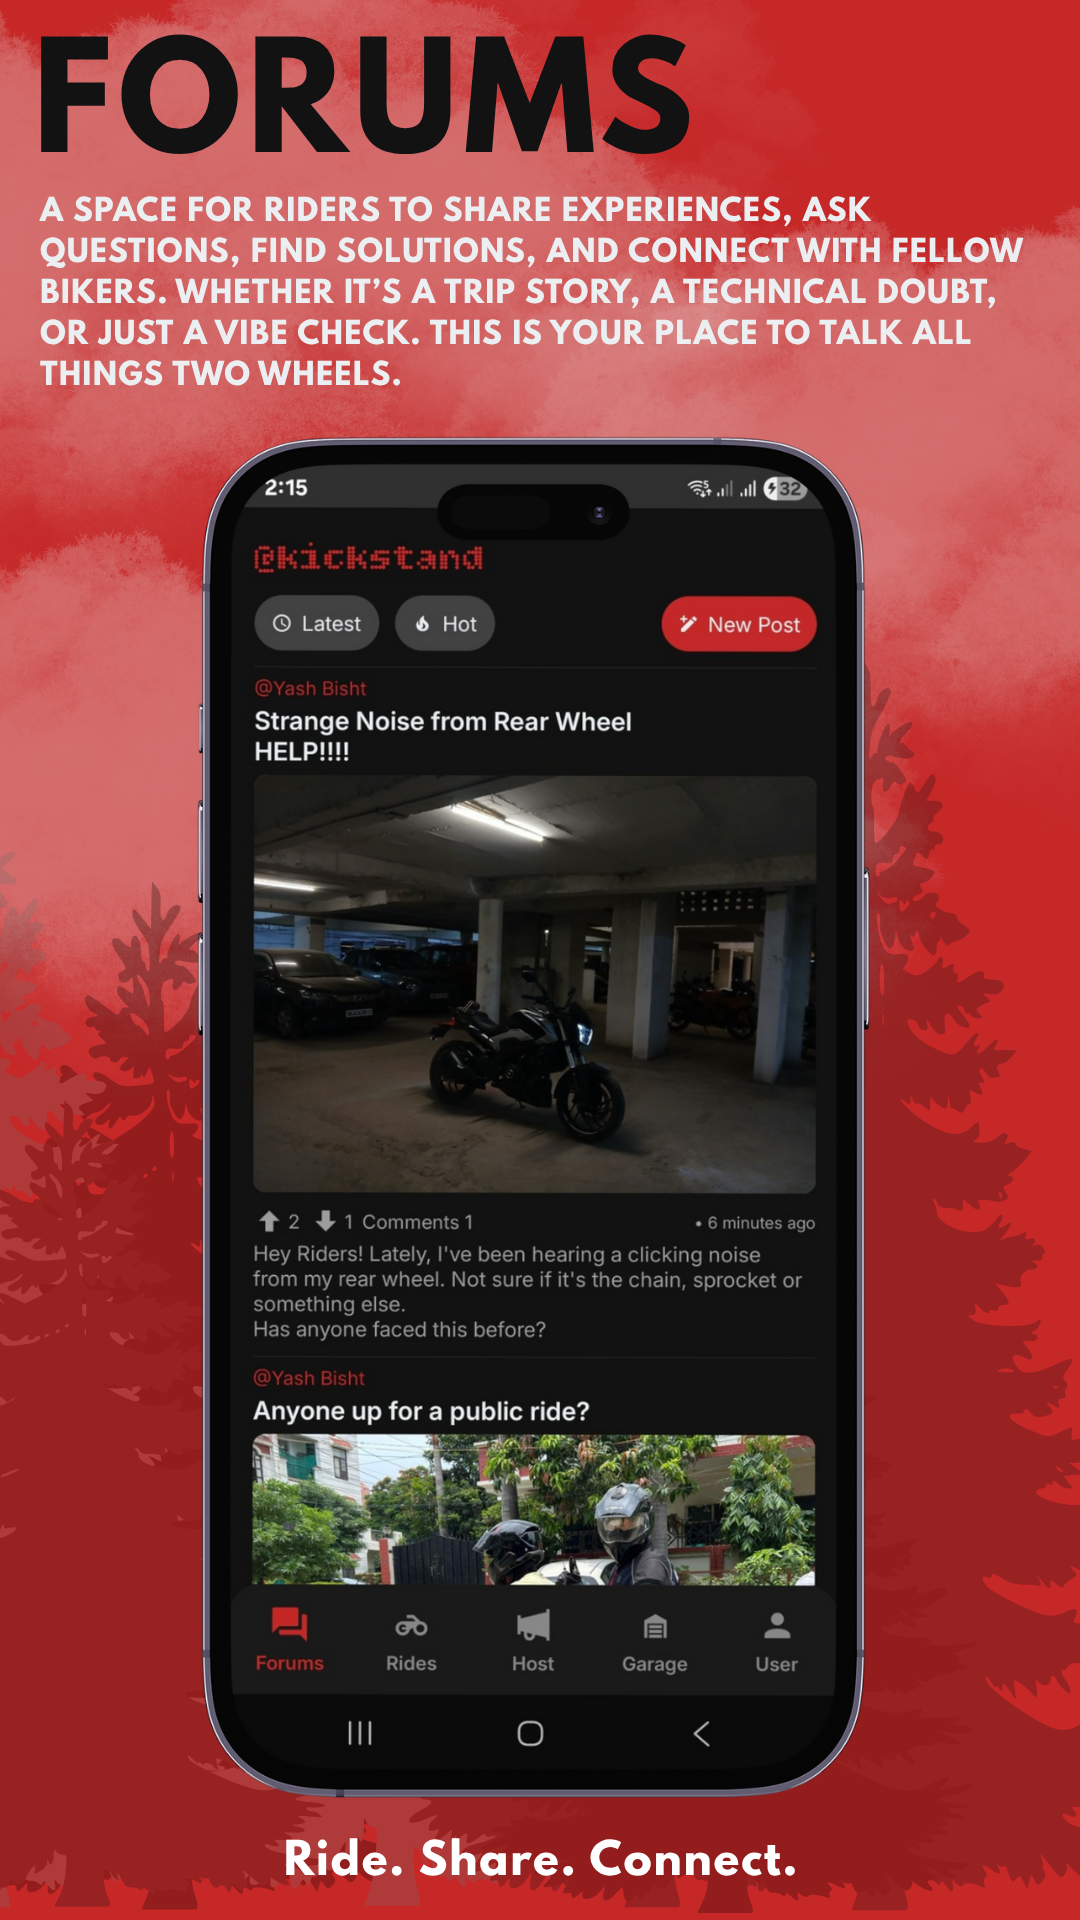 FORUMS
A SPACE FOR RIDERS TO SHARE EXPERIENCES, ASK
QUESTIONS, FIND SOLUTIONS, AND CONNECT WITH FELLOW
BIKERS. WHETHER IT'S A TRIP STORY, A TECHNICAL DOUBT,
OR JUST A VIBE CHECK. THIS IS YOUR PLACE TO TALK ALL
THINGS TWO WHEELS.
2:15
32
@kickstand
Latest
Hot
New Post
@Yash Bisht
Strange Noise from Rear Wheel
HELP!!!!
2 1 Comments 1 • 6 minutes ago
Hey Riders! Lately, I've been hearing a clicking noise
from my rear wheel. Not sure if it's the chain, sprocket or
something else.
Has anyone faced this before?
@Yash Bisht
Anyone up for a public ride?
Forums Rides Host Garage User
Ride. Share. Connect.